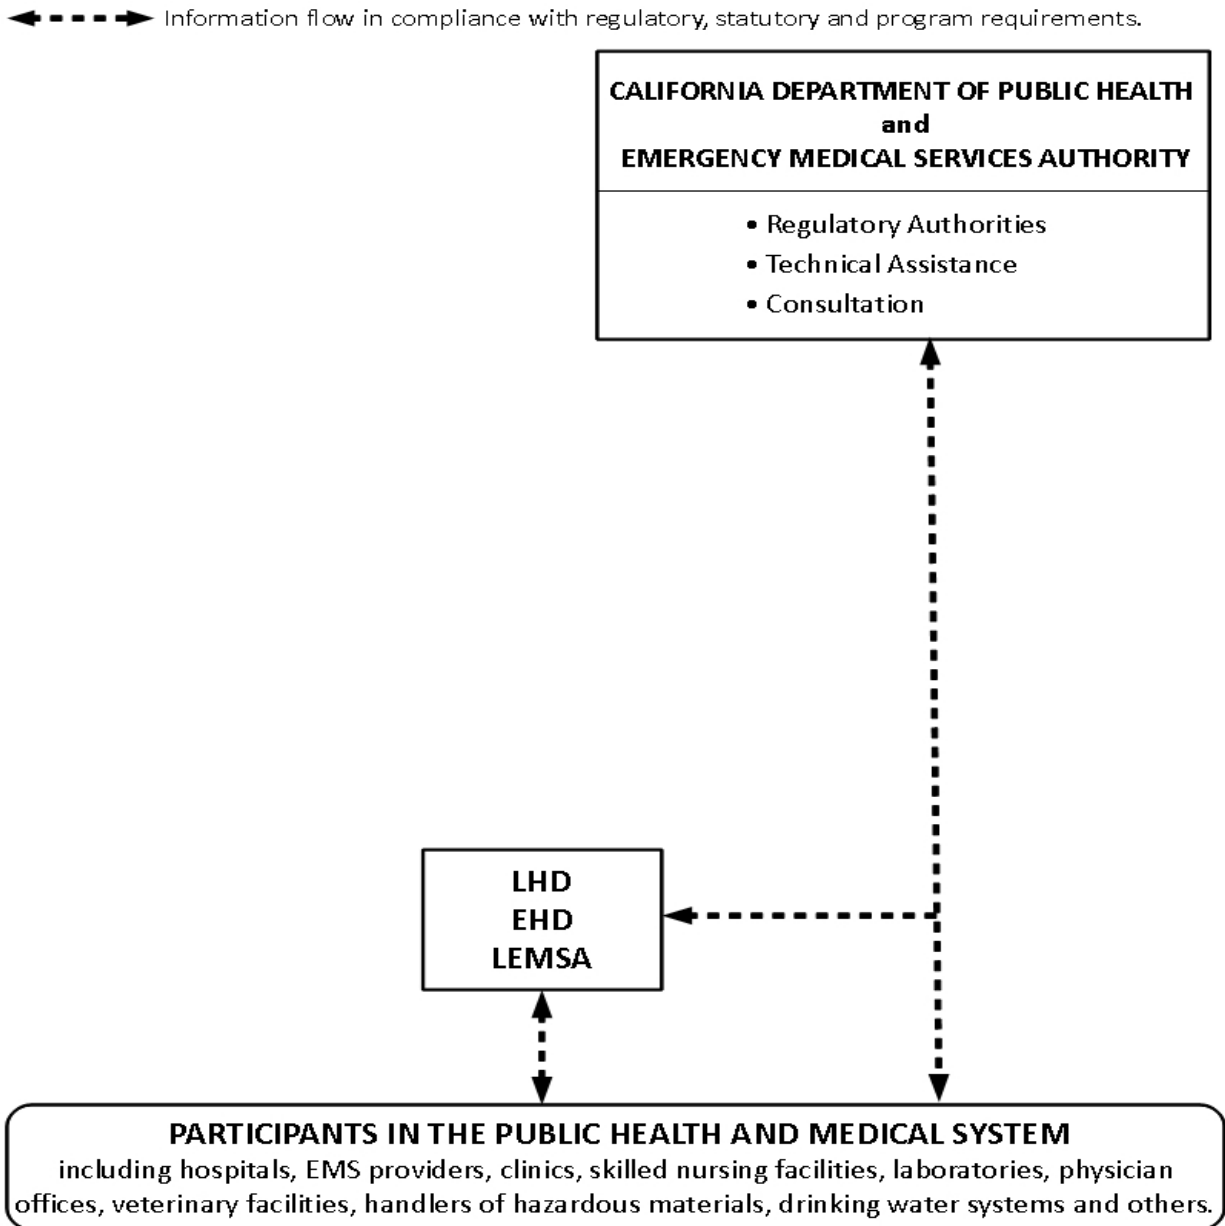 Information flow in compliance with regulatory, statutory and program requirements.
CALIFORNIA DEPARTMENT OF PUBLIC HEALTH
and
EMERGENCY MEDICAL SERVICES AUTHORITY
• Regulatory Authorities
• Technical Assistance
• Consultation
LHD
EHD
LEMSA
PARTICIPANTS IN THE PUBLIC HEALTH AND MEDICAL SYSTEM
including hospitals, EMS providers, clinics, skilled nursing facilities, laboratories, physician
offices, veterinary facilities, handlers of hazardous materials, drinking water systems and others.